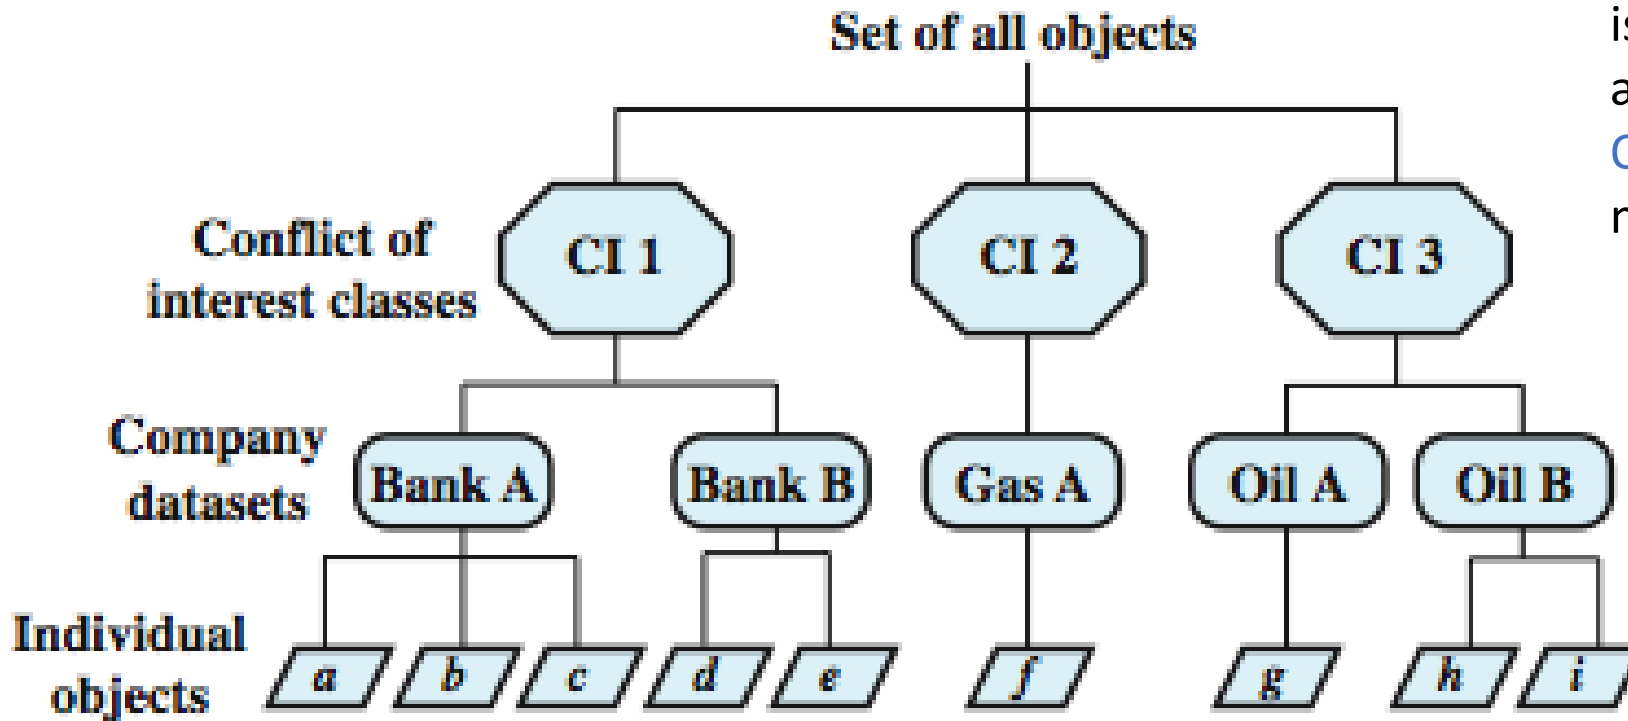 Set of all objects
Conflict of
interest classes
CI 1
CI 2
CI 3
Company
datasets
Bank A
Bank B
Gas A
Oil A
Oil B
Individual
objects
a
b
c
d
e
f
g
h
i